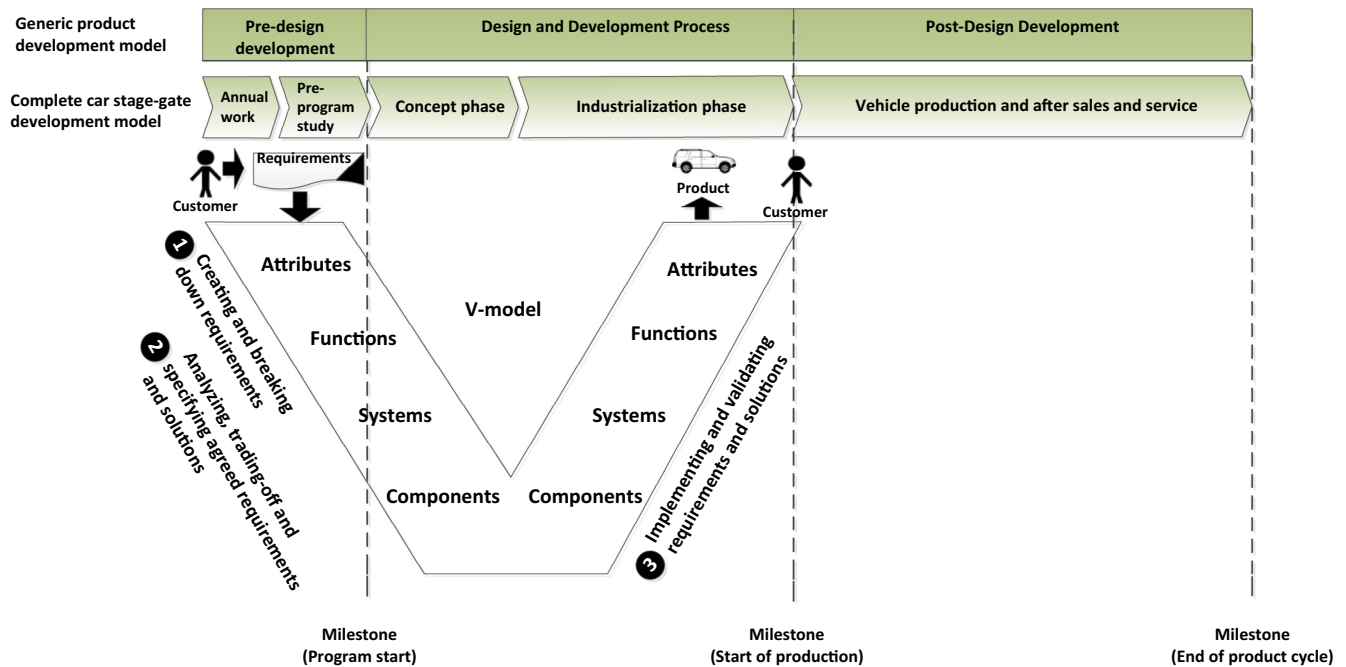 Generic product
development model
Pre-design
development
Design and Development Process
Post-Design Development
Complete car stage-gate
development model
Annual
work
Pre-
program
study
Concept phase
Industrialization phase
Vehicle production and after sales and service
Requirements
Customer
Product
Customer
1
Creating and breaking
down requirements
2
Analyzing, trading-off and
specifying agreed requirements
and solutions
Attributes
Functions
Systems
Components
V-model
Attributes
Functions
Systems
Components
3
Implementing and validating
requirements and solutions
Milestone
(Program start)
Milestone
(Start of production)
Milestone
(End of product cycle)